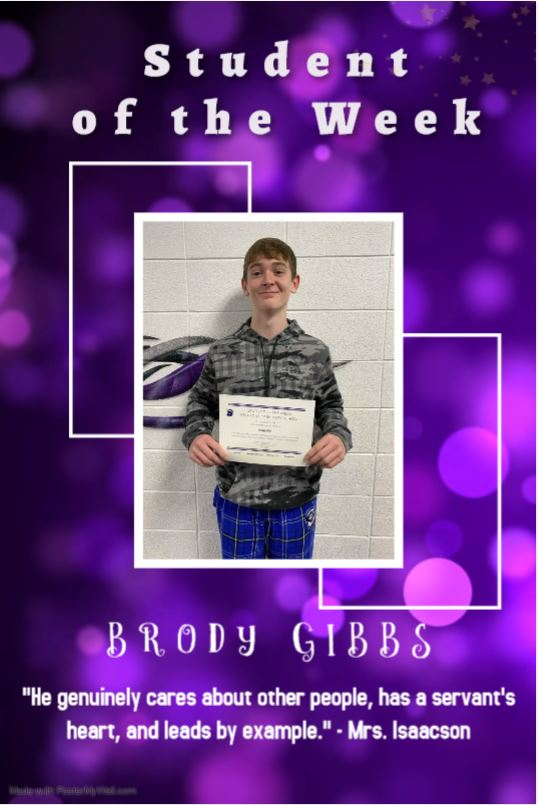 Student
of the Week
BRODY GIBBS
"He genuinely cares about other people, has a servant's
heart, and leads by example." - Mrs. Isaacson
Made with PosterMyWall.com